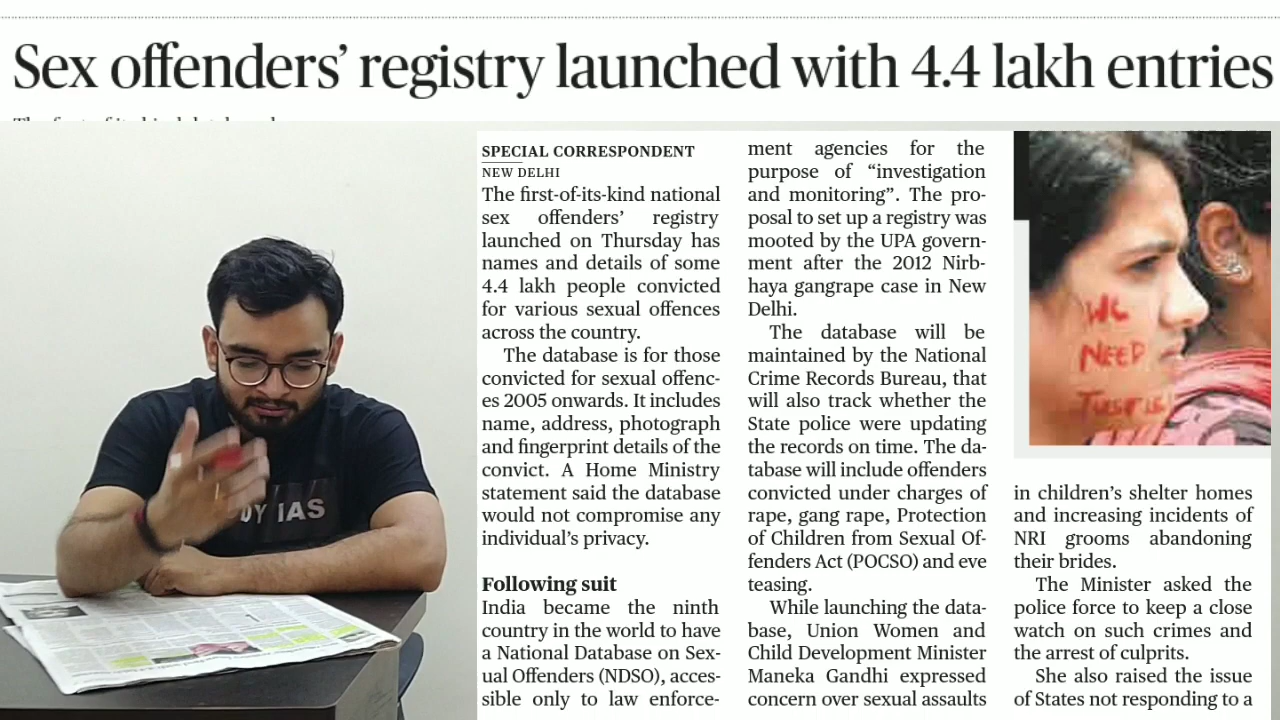 Sex offenders’ registry launched with 4.4 lakh entries
SPECIAL CORRESPONDENT
NEW DELHI
The first-of-its-kind national
sex offenders’ registry
launched on Thursday has
names and details of some
4.4 lakh people convicted
for various sexual offences
across the country.
The database is for those
convicted for sexual offenc-
es 2005 onwards. It includes
name, address, photograph
and fingerprint details of the
convict. A Home Ministry
statement said the database
would not compromise any
individual’s privacy.
Following suit
India became the ninth
country in the world to have
a National Database on Sex-
ual Offenders (NDSO), acces-
sible only to law enforce-
ment agencies for the
purpose of “investigation
and monitoring”. The pro-
posal to set up a registry was
mooted by the UPA govern-
ment after the 2012 Nirb-
haya gangrape case in New
Delhi.
The database will be
maintained by the National
Crime Records Bureau, that
will also track whether the
State police were updating
the records on time. The da-
tabase will include offenders
convicted under charges of
rape, gang rape, Protection
of Children from Sexual Of-
fenders Act (POCSO) and eve
teasing.
While launching the data-
base, Union Women and
Child Development Minister
Maneka Gandhi expressed
concern over sexual assaults
WE
NEED
in children’s shelter homes
and increasing incidents of
NRI grooms abandoning
their brides.
The Minister asked the
police force to keep a close
watch on such crimes and
the arrest of culprits.
She also raised the issue
of States not responding to a
IAS